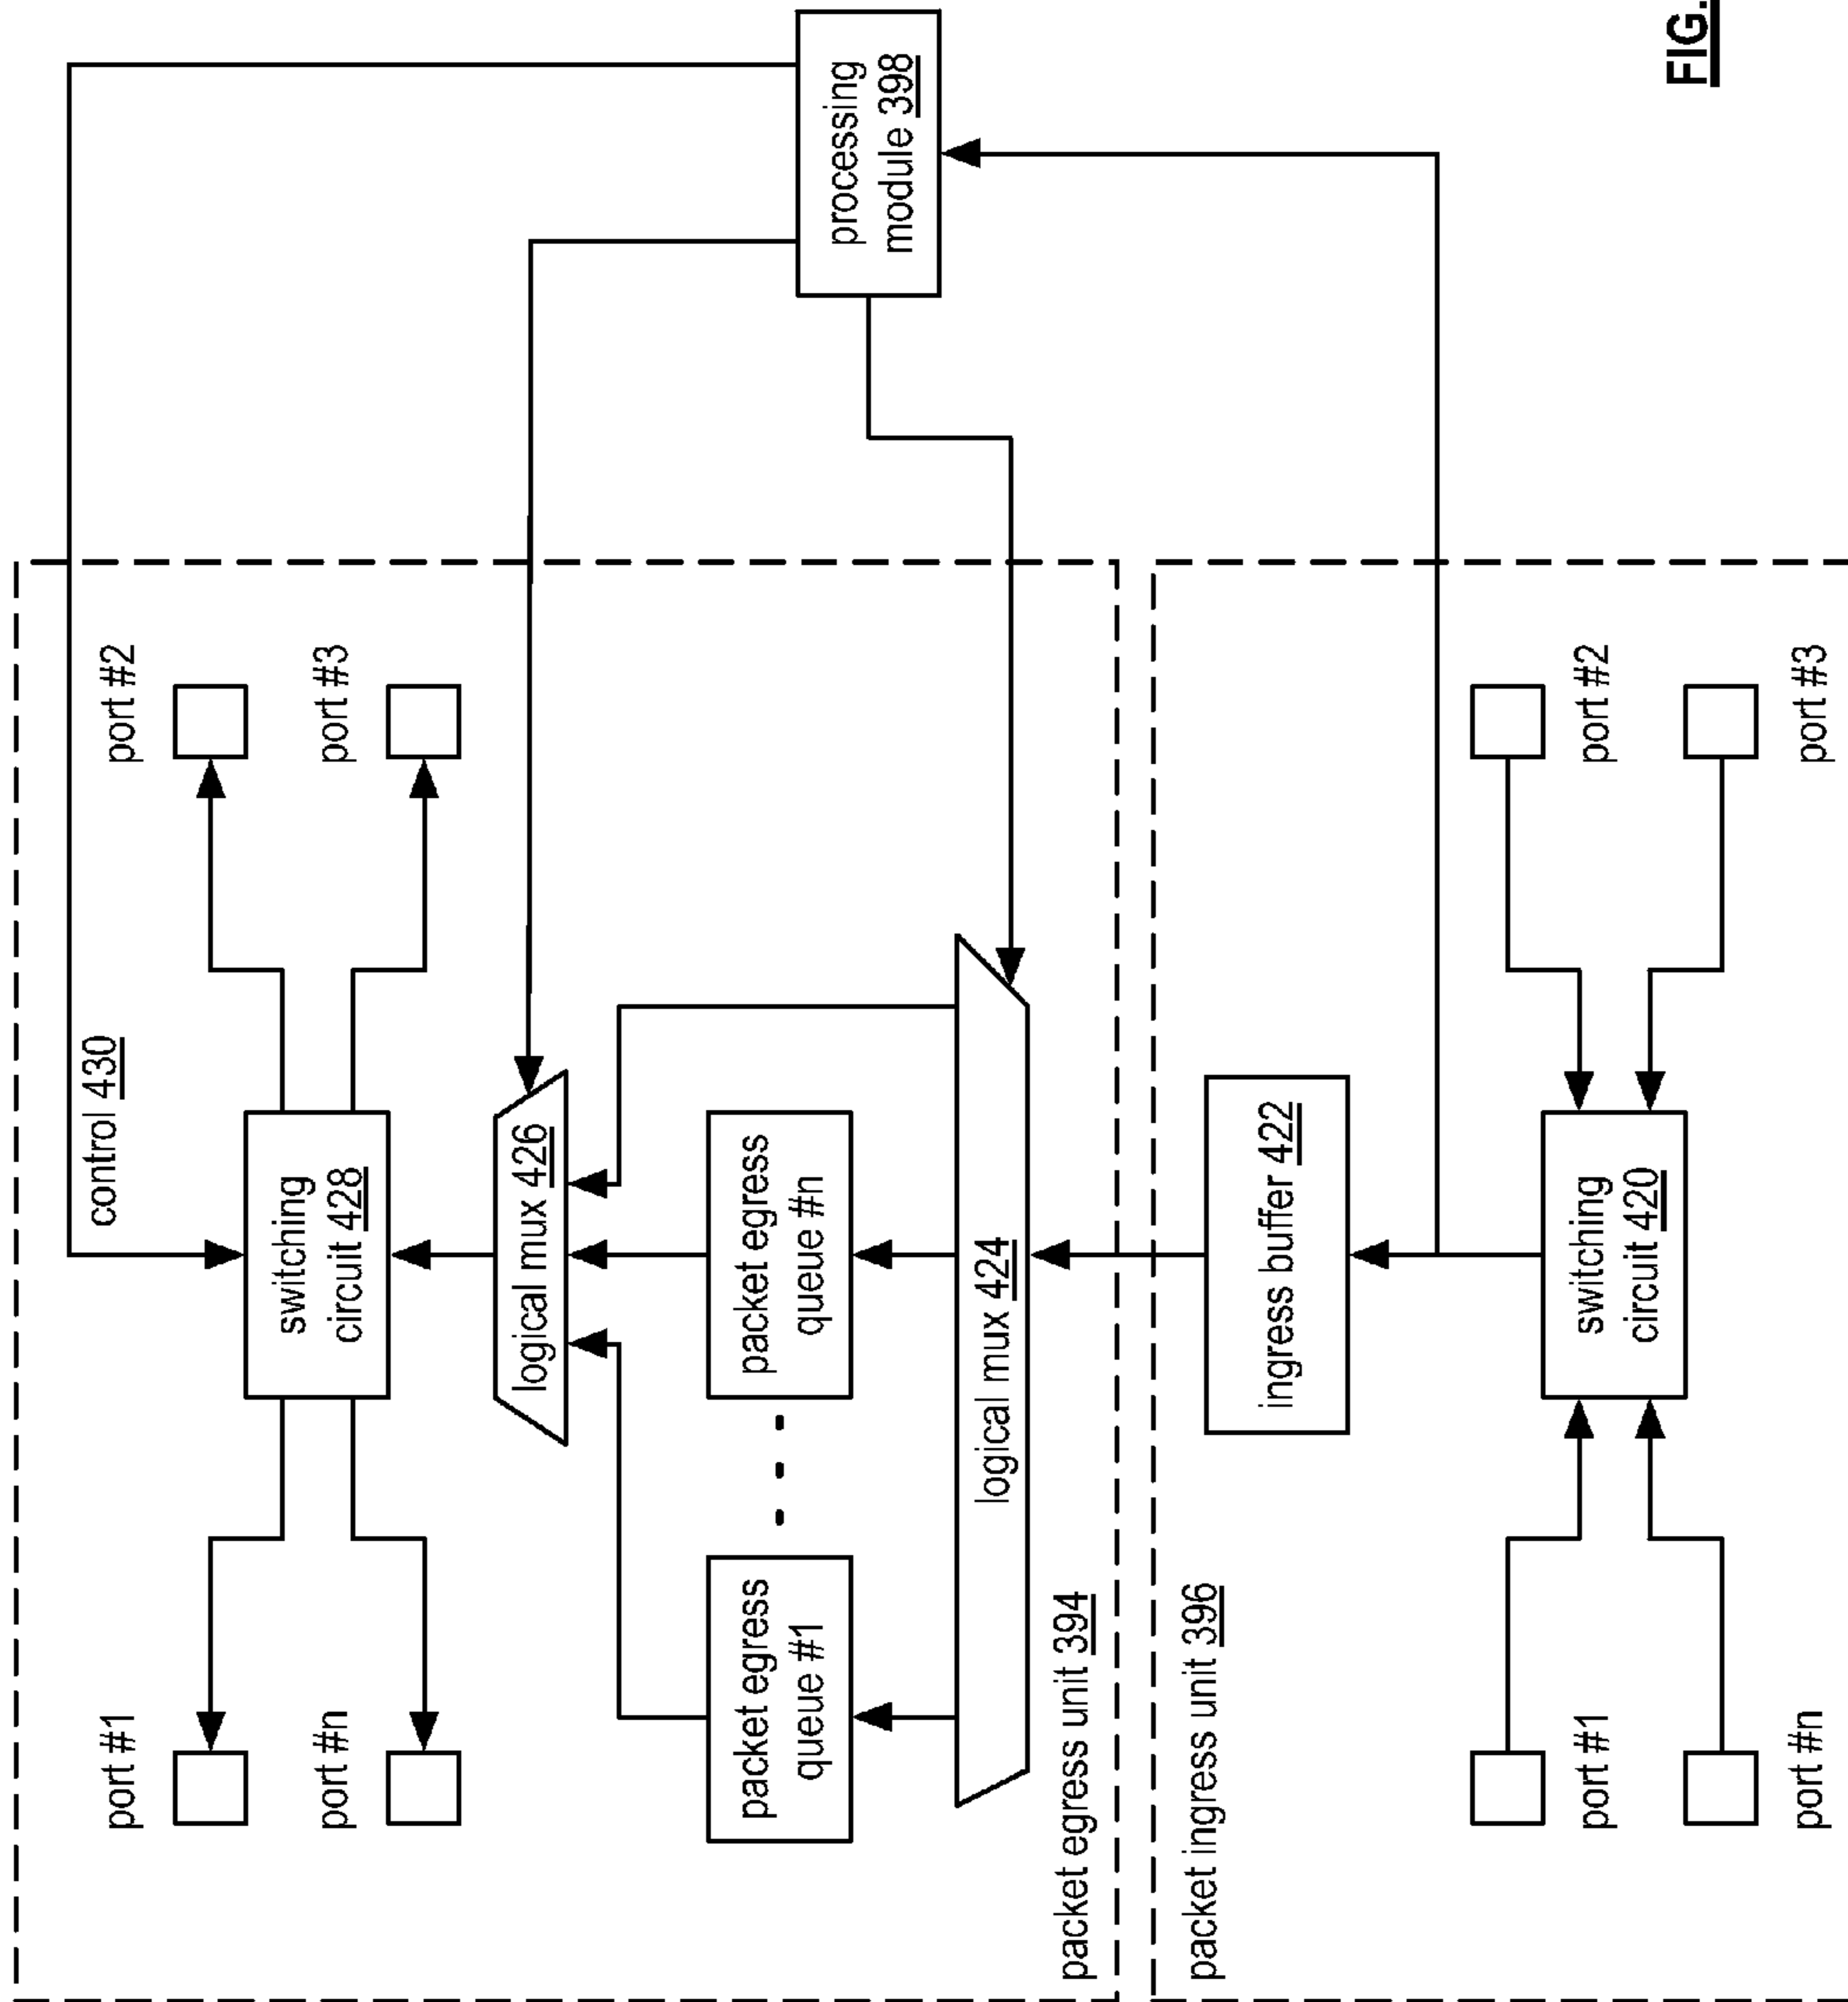 port #1
port #2
control 430
switching
circuit 428
port #n
port #3
logical mux 426
packet egress
queue #1
packet egress
queue #n
processing
module 398
logical mux 424
packet egress unit 394
packet ingress unit 396
ingress buffer 422
port #1
switching
circuit 420
port #2
port #n
port #3
FIG.